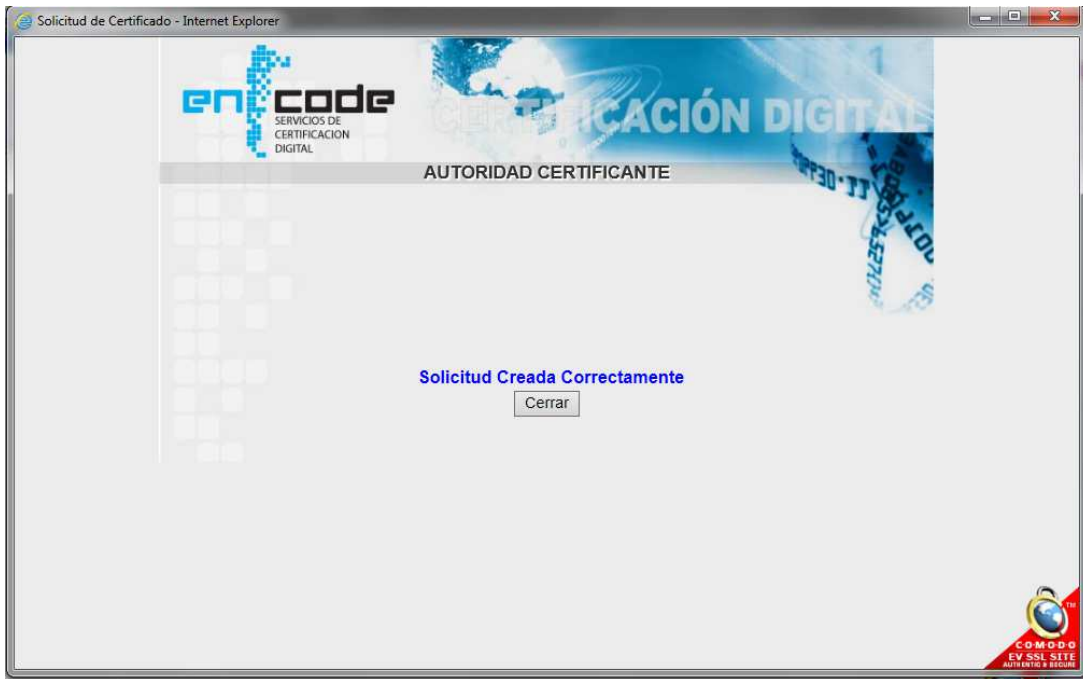 Solicitud de Certificado - Internet Explorer
encode
SERVICIOS DE
CERTIFICACION
DIGITAL
CERTIFICACIÓN DIGITAL
AUTORIDAD CERTIFICANTE
Solicitud Creada Correctamente
Cerrar
TM
COMODO
EV SSL SITE
AUTHENTIC & SECURE